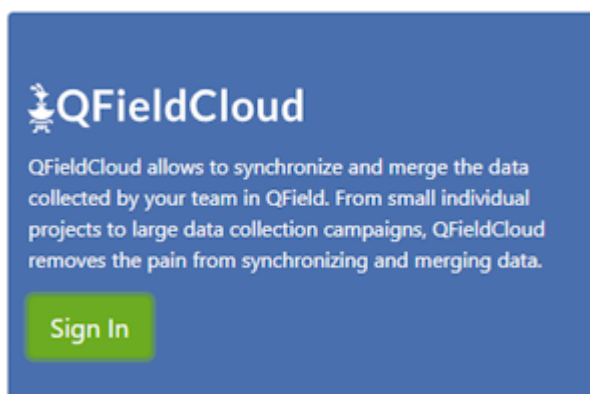 QFieldCloud
QFieldCloud allows to synchronize and merge the data
collected by your team in QField. From small individual
projects to large data collection campaigns, QFieldCloud
removes the pain from synchronizing and merging data.
Sign In